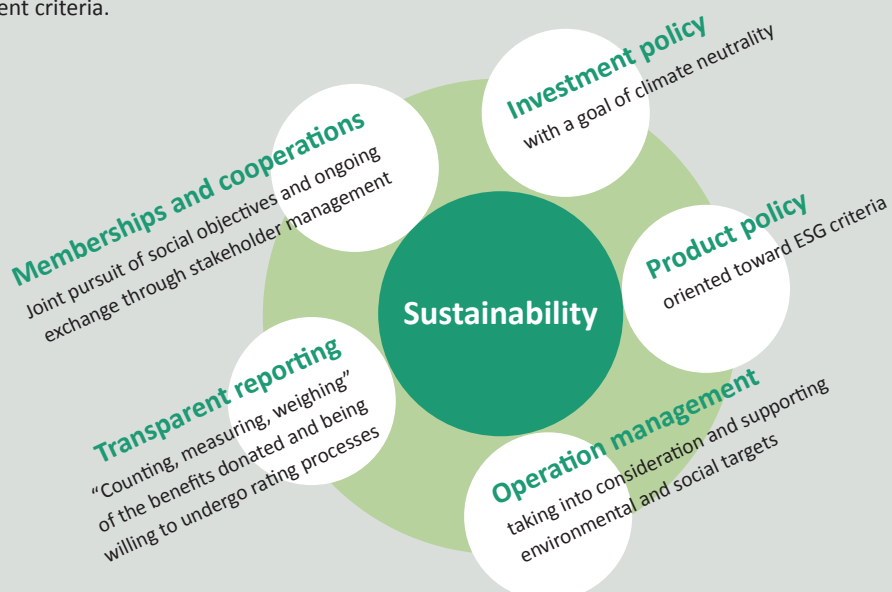 ent criteria.
Investment policy
with a goal of climate neutrality
Memberships and cooperations
Joint pursuit of social objectives and ongoing
exchange through stakeholder management
Product policy
oriented toward ESG criteria
Sustainability
Transparent reporting
“Counting, measuring, weighing”
of the benefits donated and being
willing to undergo rating processes
Operation management
taking into consideration and supporting
environmental and social targets